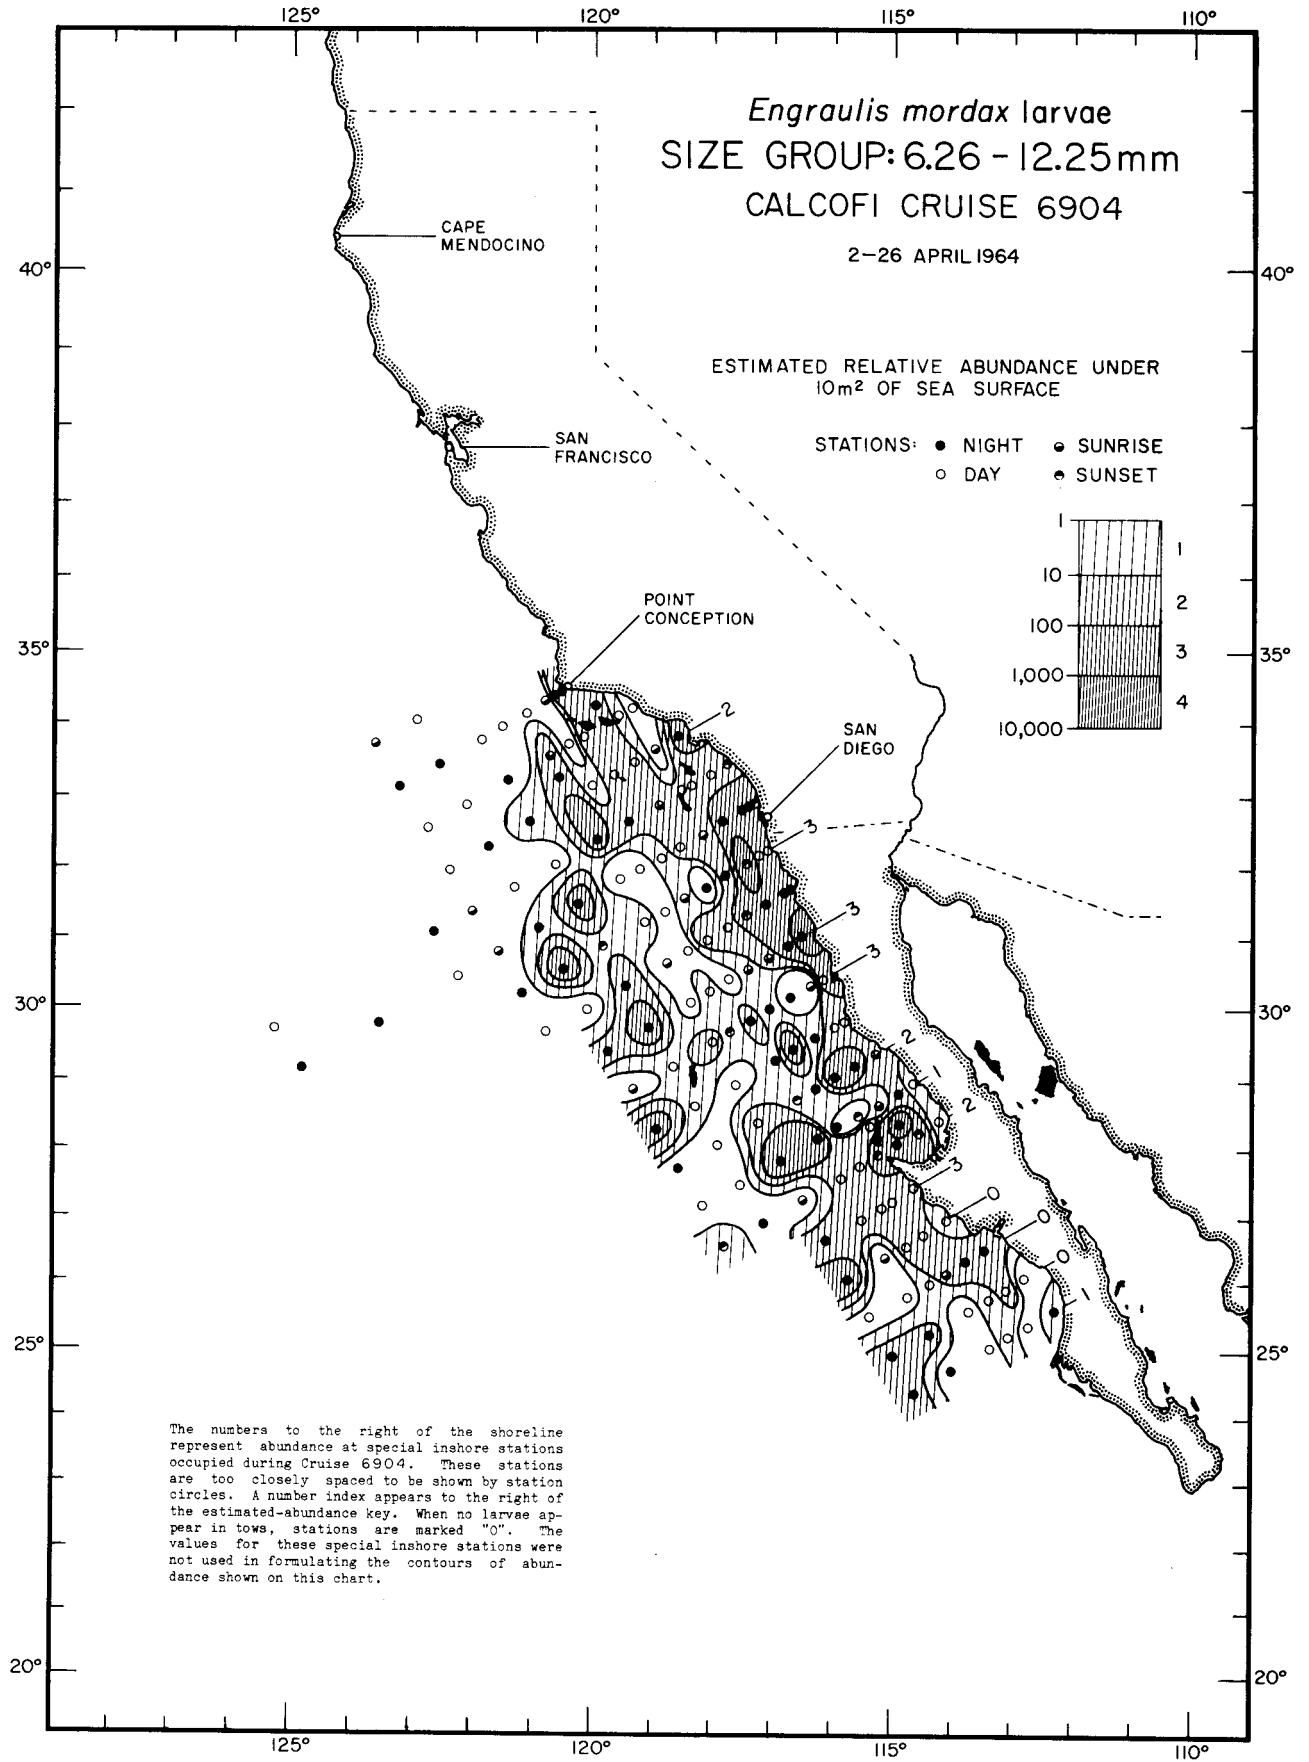 125° 120° 115° 110°
Engraulis mordax larvae
SIZE GROUP: 6.26 - 12.25mm
CALCOFI CRUISE 6904
2-26 APRIL 1964
CAPE
MENDOCINO
40° 40°
ESTIMATED RELATIVE ABUNDANCE UNDER
10m² OF SEA SURFACE
STATIONS: ● NIGHT SUNRISE
○ DAY SUNSET
SAN
FRANCISCO
1
1
10
2
100
3
1,000
4
10,000
POINT
CONCEPTION
35° 35°
2
SAN
DIEGO
3
3
3
30° 30°
2
1
2
3
0
0
0
1
25° 25°
The numbers to the right of the shoreline
represent abundance at special inshore stations
occupied during Cruise 6904. These stations
are too closely spaced to be shown by station
circles. A number index appears to the right of
the estimated-abundance key. When no larvae ap-
pear in tows, stations are marked "0". The
values for these special inshore stations were
not used in formulating the contours of abun-
dance shown on this chart.
20° 20°
125° 120° 115° 110°